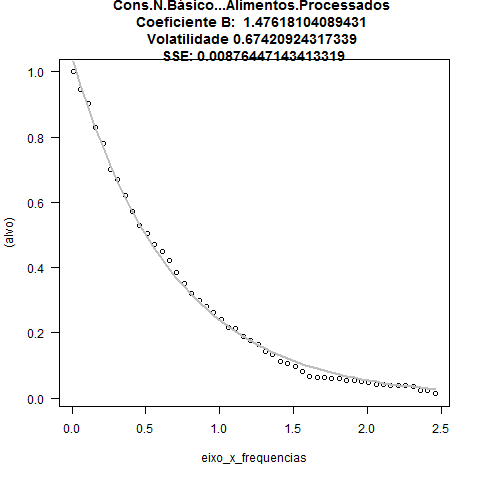 Cons.N.Básico...Alimentos.Processados
Coeficiente B:  1.47618104089431
Volatilidade 0.67420924317339
SSE: 0.00876447143413319
1.0
0.8
0.6
0.4
0.2
0.0
(alvo)
0.0 0.5 1.0 1.5 2.0 2.5
eixo_x_frequencias